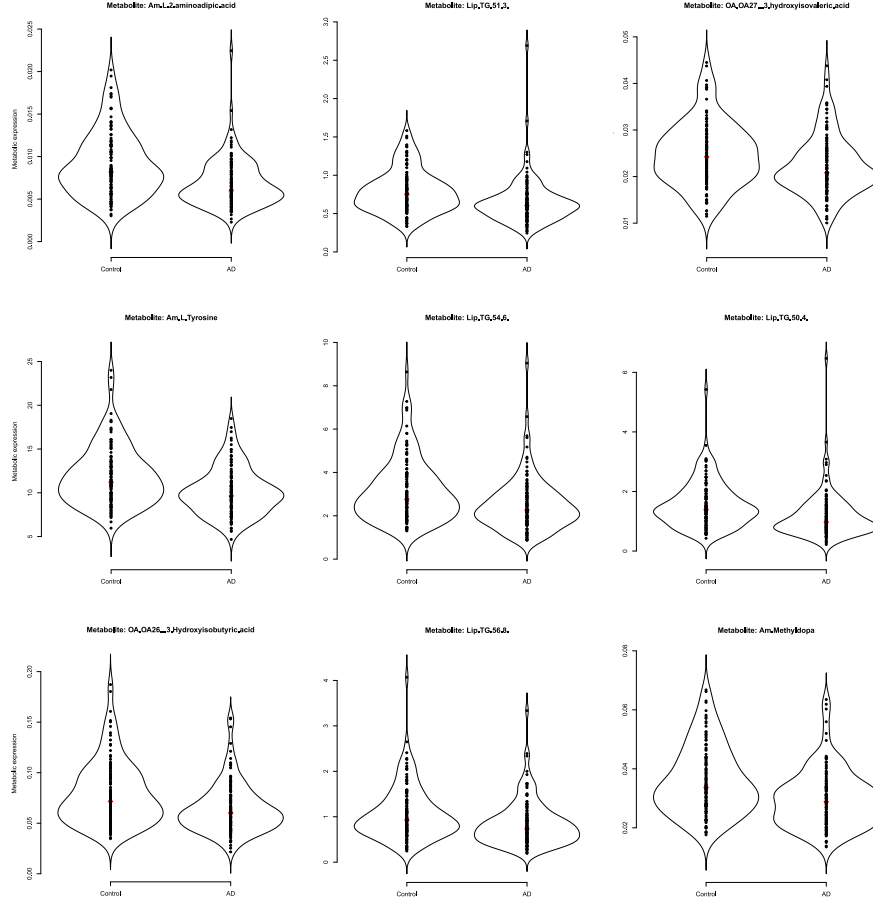 Metabolite: Am.L.2.aminoadipic.acid
Metabolic expression
0.000
0.005
0.010
0.015
0.020
0.025
Control
AD
Metabolite: Lip.TG.51.3.
0.0
0.5
1.0
1.5
2.0
2.5
3.0
Control
AD
Metabolite: OA.OA27__3.hydroxyisovaleric.acid
0.01
0.02
0.03
0.04
0.05
Control
AD
Metabolite: Am.L.Tyrosine
Metabolic expression
5
10
15
20
25
Control
AD
Metabolite: Lip.TG.54.6.
0
2
4
6
8
10
Control
AD
Metabolite: Lip.TG.50.4.
0
2
4
6
Control
AD
Metabolite: OA.OA26__3.Hydroxyisobutyric.acid
Metabolic expression
0.00
0.05
0.10
0.15
0.20
Control
AD
Metabolite: Lip.TG.56.8.
0
1
2
3
4
Control
AD
Metabolite: Am.Methyldopa
0.02
0.04
0.06
0.08
Control
AD